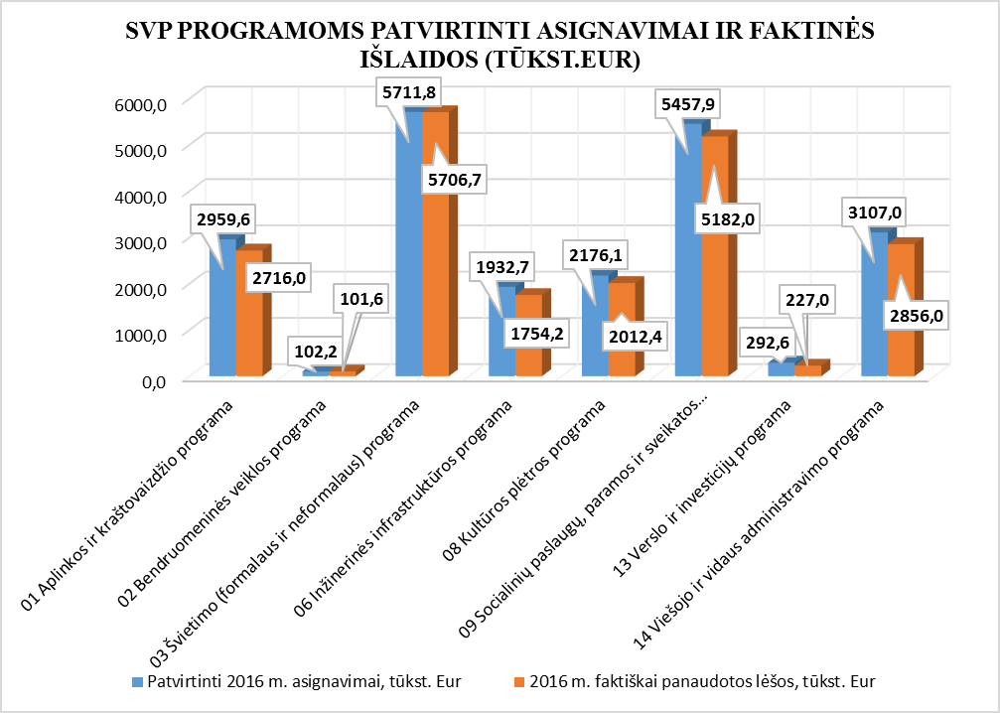 SVP PROGRAMOMS PATVIRTINTI ASIGNAVIMAI IR FAKTINĖS
IŠLAIDOS (TŪKST.EUR)
6000,0
5000,0
4000,0
3000,0
2000,0
1000,0
0,0
2959,6
2716,0
102,2
101,6
5711,8
5706,7
1932,7
1754,2
2176,1
2012,4
5457,9
5182,0
292,6
227,0
3107,0
2856,0
01 Aplinkos ir kraštovaizdžio programa
02 Bendruomeninės veiklos programa
03 Švietimo (formalaus ir neformalaus) programa
06 Inžinerinės infrastruktūros programa
08 Kultūros plėtros programa
09 Socialinių paslaugų, paramos ir sveikatos...
13 Verslo ir investicijų programa
14 Viešojo ir vidaus administravimo programa
Patvirtinti 2016 m. asignavimai, tūkst. Eur
2016 m. faktiškai panaudotos lėšos, tūkst. Eur